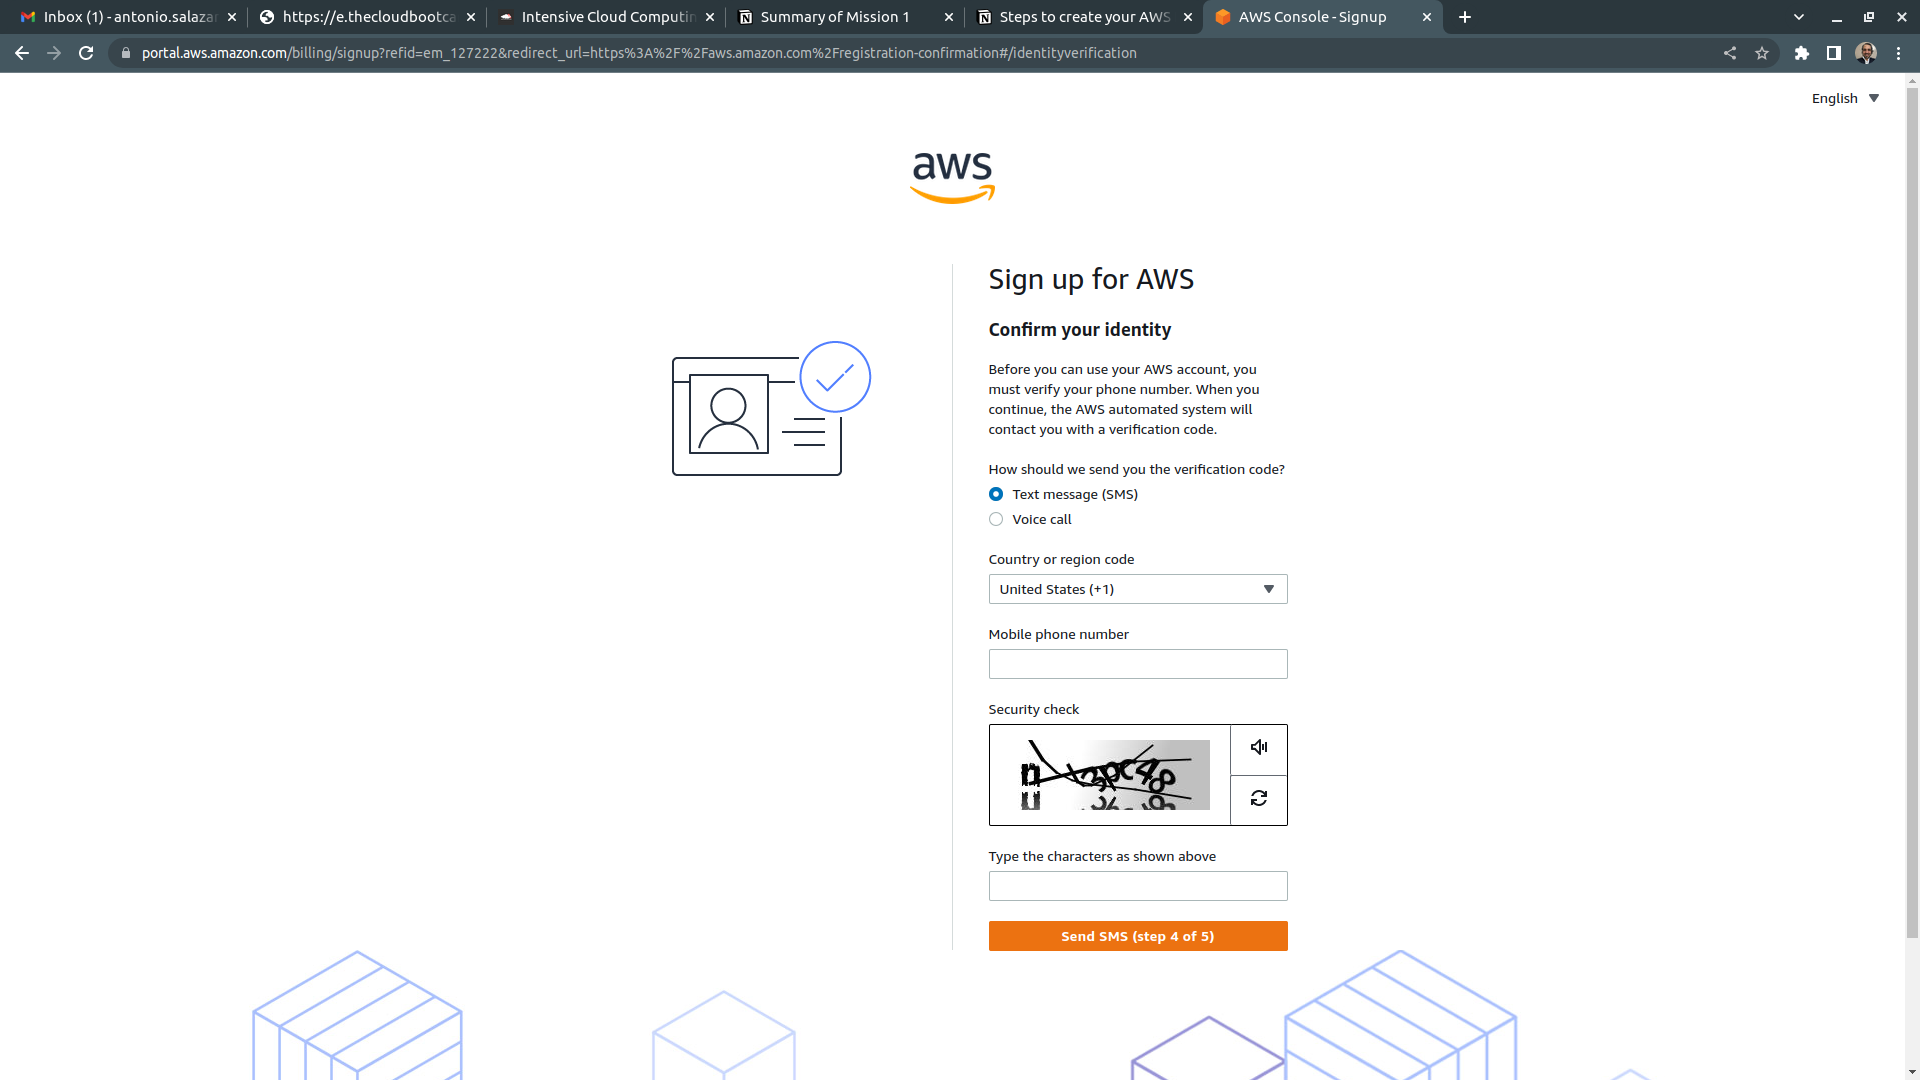 Inbox (1) - antonio.salaza
https://e.thecloudbootca
Intensive Cloud Computin
Summary of Mission 1
Steps to create your AWS
AWS Console - Signup
portal.aws.amazon.com/billing/signup?refid=em_127222&redirect_url=https%3A%2F%2Faws.amazon.com%2Fregistration-confirmation#/identityverification
English
aws
Sign up for AWS
Confirm your identity
Before you can use your AWS account, you
must verify your phone number. When you
continue, the AWS automated system will
contact you with a verification code.
How should we send you the verification code?
Text message (SMS)
Voice call
Country or region code
United States (+1)
Mobile phone number
Security check
Type the characters as shown above
Send SMS (step 4 of 5)